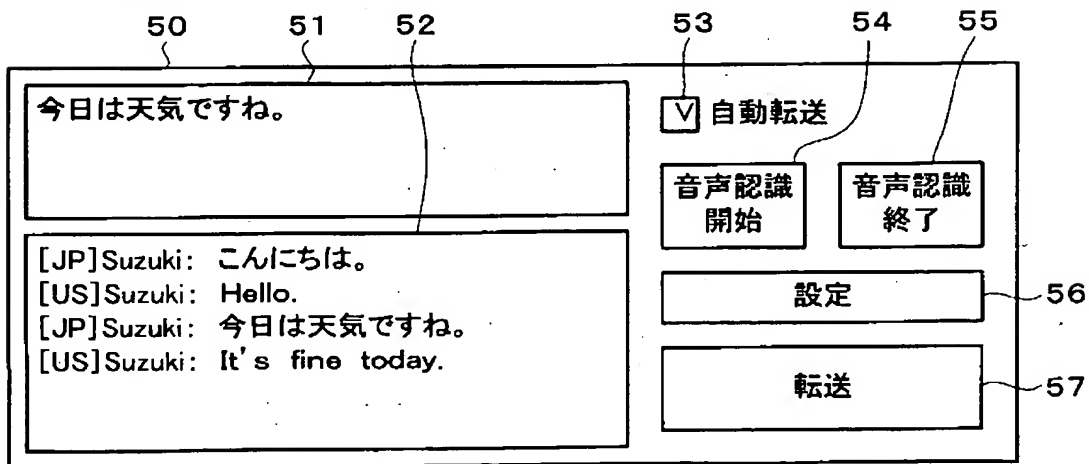 50 51 52 53 54 55
今日は天気ですね。
V 自動転送
音声認識
開始
音声認識
終了
[JP]Suzuki: こんにちは。
[US]Suzuki: Hello.
[JP]Suzuki: 今日は天気ですね。
[US]Suzuki: It's fine today.
設定
56
転送
57